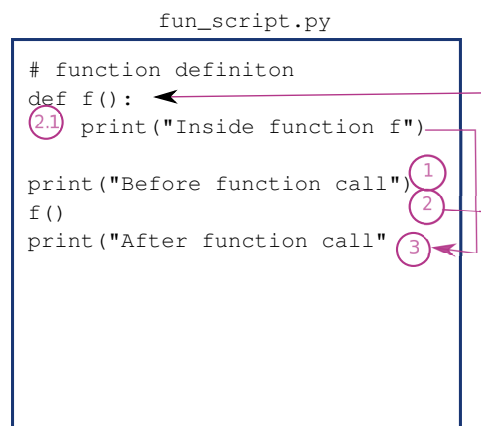 fun_script.py
# function definiton
def f():
2.1 print("Inside function f")
print("Before function call") 1
f() 2
print("After function call" 3